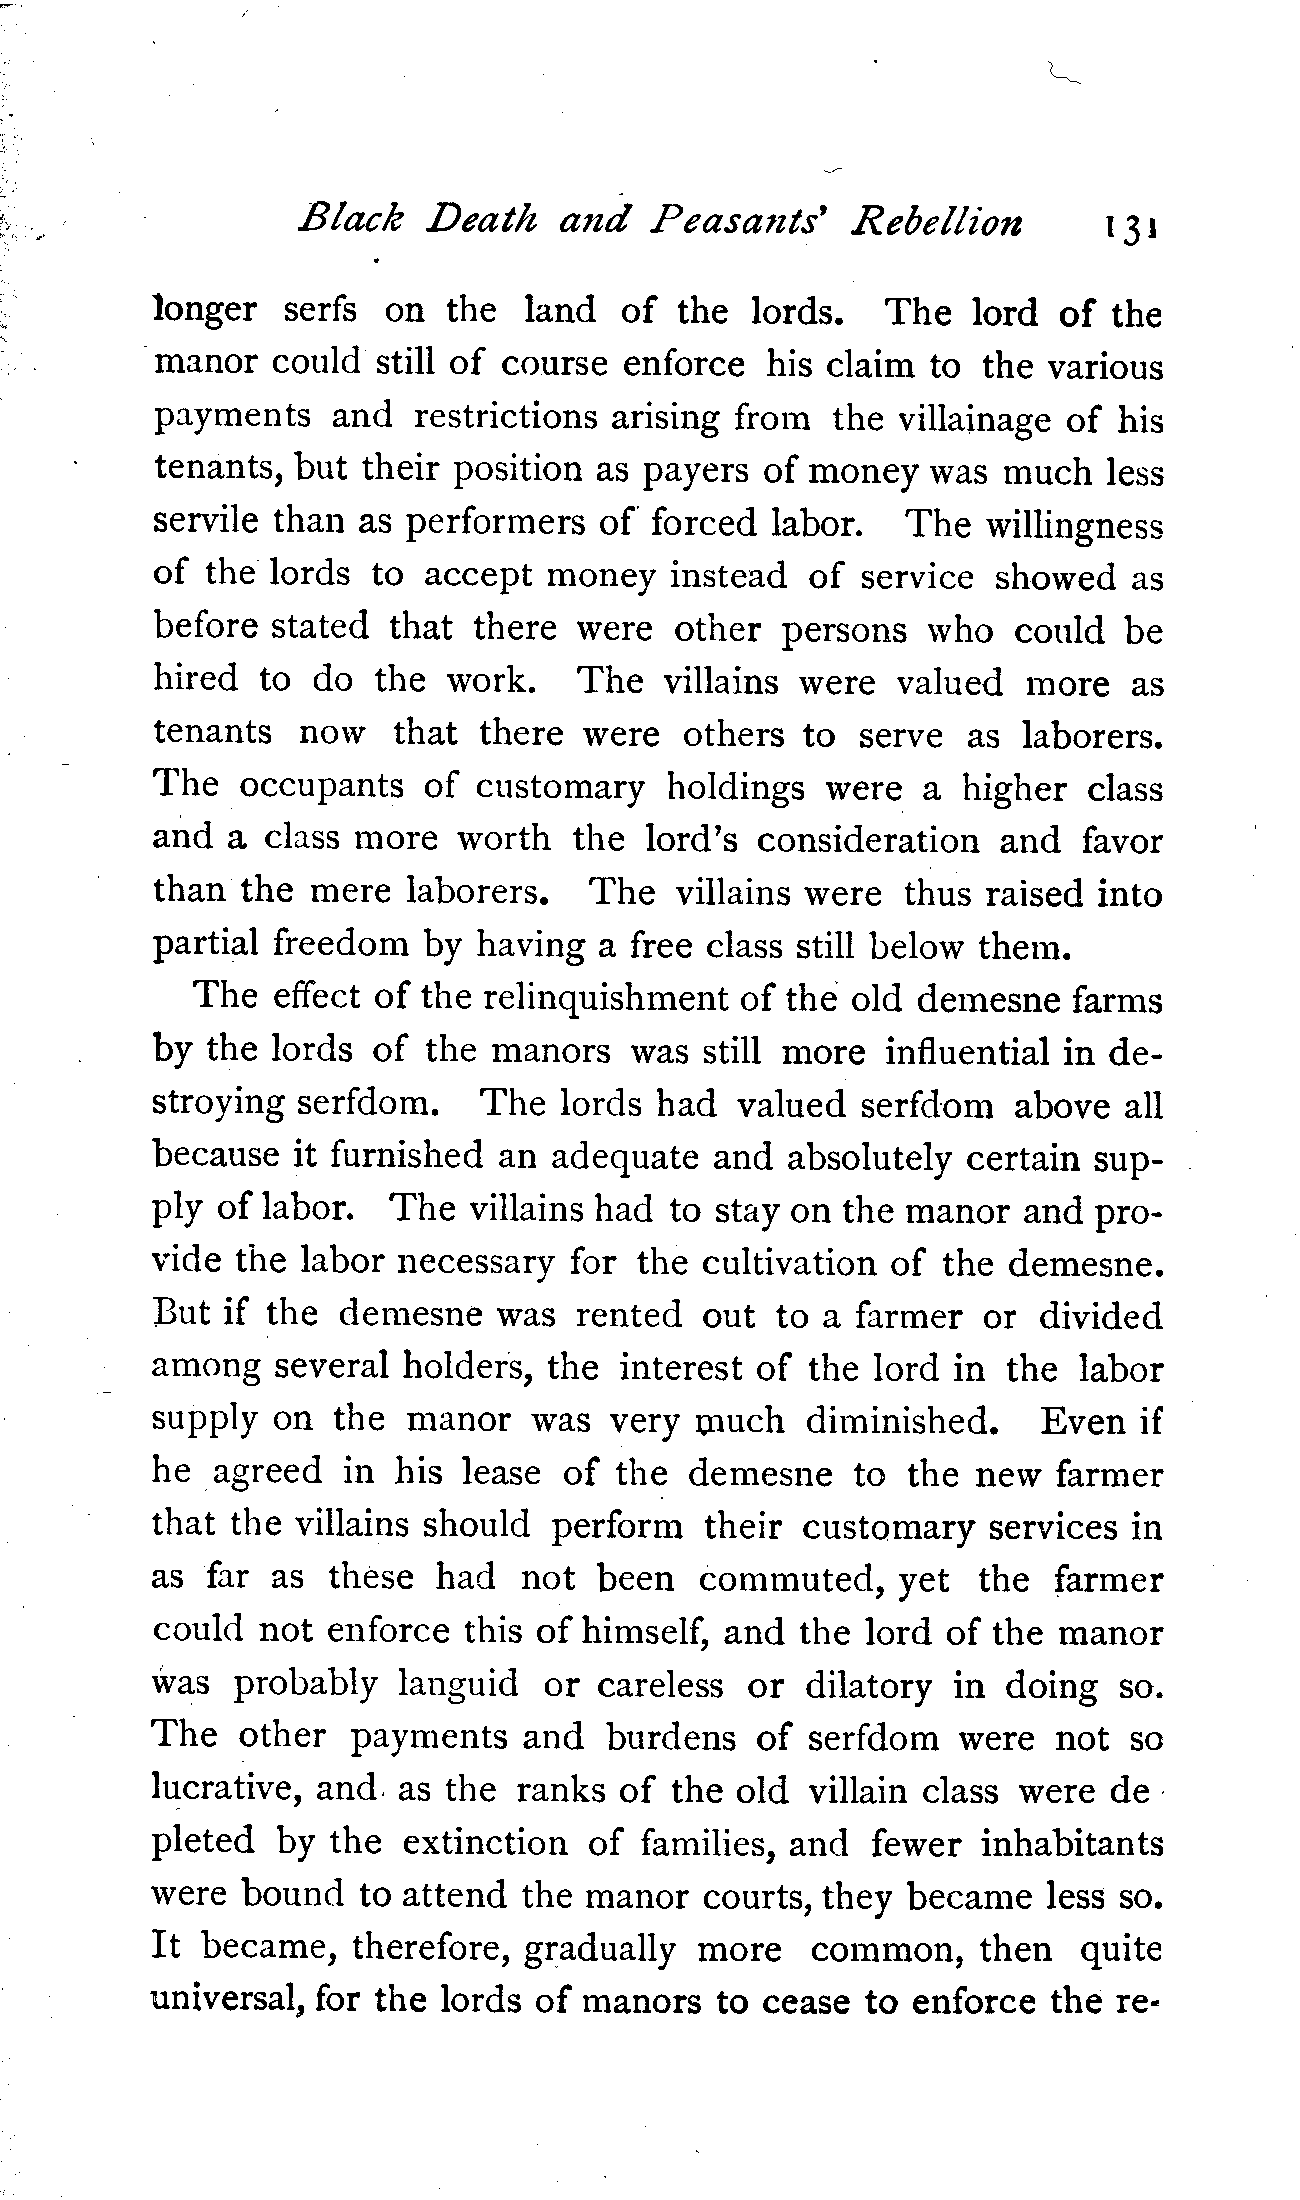 Black Death and Peasants' Rebellion 131
longer serfs on the land of the lords. The lord of the
manor could still of course enforce his claim to the various
payments and restrictions arising from the villainage of his
tenants, but their position as payers of money was much less
servile than as performers of forced labor. The willingness
of the lords to accept money instead of service showed as
before stated that there were other persons who could be
hired to do the work. The villains were valued more as
tenants now that there were others to serve as laborers.
The occupants of customary holdings were a higher class
and a class more worth the lord's consideration and favor
than the mere laborers. The villains were thus raised into
partial freedom by having a free class still below them.
The effect of the relinquishment of the old demesne farms
by the lords of the manors was still more influential in de-
stroying serfdom. The lords had valued serfdom above all
because it furnished an adequate and absolutely certain sup-
ply of labor. The villains had to stay on the manor and pro-
vide the labor necessary for the cultivation of the demesne.
But if the demesne was rented out to a farmer or divided
among several holders, the interest of the lord in the labor
supply on the manor was very much diminished. Even if
he agreed in his lease of the demesne to the new farmer
that the villains should perform their customary services in
as far as these had not been commuted, yet the farmer
could not enforce this of himself, and the lord of the manor
was probably languid or careless or dilatory in doing so.
The other payments and burdens of serfdom were not so
lucrative, and as the ranks of the old villain class were de
pleted by the extinction of families, and fewer inhabitants
were bound to attend the manor courts, they became less so.
It became, therefore, gradually more common, then quite
universal, for the lords of manors to cease to enforce the re-